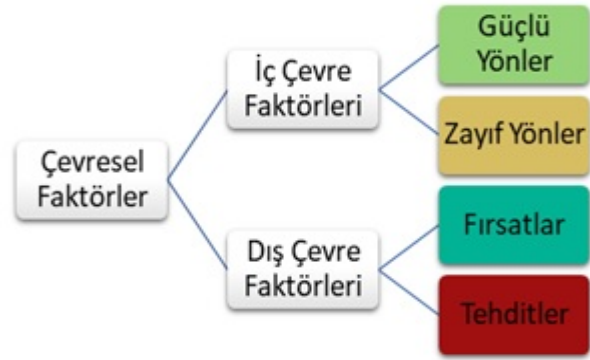 Çevresel
Faktörler
İç Çevre
Faktörleri
Güçlü
Yönler
Zayıf Yönler
Dış Çevre
Faktörleri
Fırsatlar
Tehditler